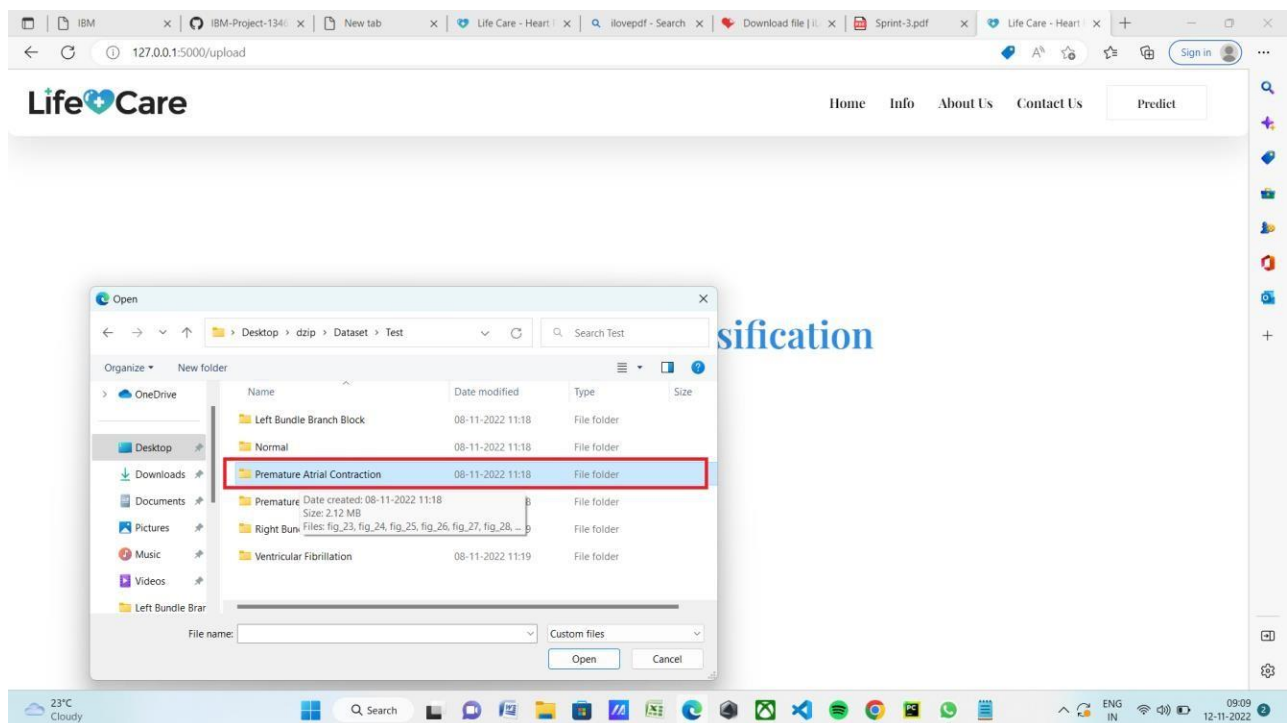 IBM
IBM-Project-1346
New tab
Life Care - Heart
ilovepdf - Search
Download file | iL
Sprint-3.pdf
Life Care - Heart
127.0.0.1:5000/upload
Sign in
Life Care
Home Info About Us Contact Us Predict
sification
Open
Desktop > dzip > Dataset > Test
Search Test
Organize New folder
Name Date modified Type Size
OneDrive
Left Bundle Branch Block 08-11-2022 11:18 File folder
Desktop
Normal 08-11-2022 11:18 File folder
Downloads
Premature Atrial Contraction 08-11-2022 11:18 File folder
Documents
Premature
Date created: 08-11-2022 11:18
8 File folder
Size: 2.12 MB
Pictures
Right Bun
Files: fig_23, fig_24, fig_25, fig_26, fig_27, fig_28, ...
9 File folder
Music
Ventricular Fibrillation 08-11-2022 11:19 File folder
Videos
Left Bundle Brar
File name:
Custom files
Open Cancel
23°C
Cloudy
Search
ENG
IN
09:09
12-11-2022
2